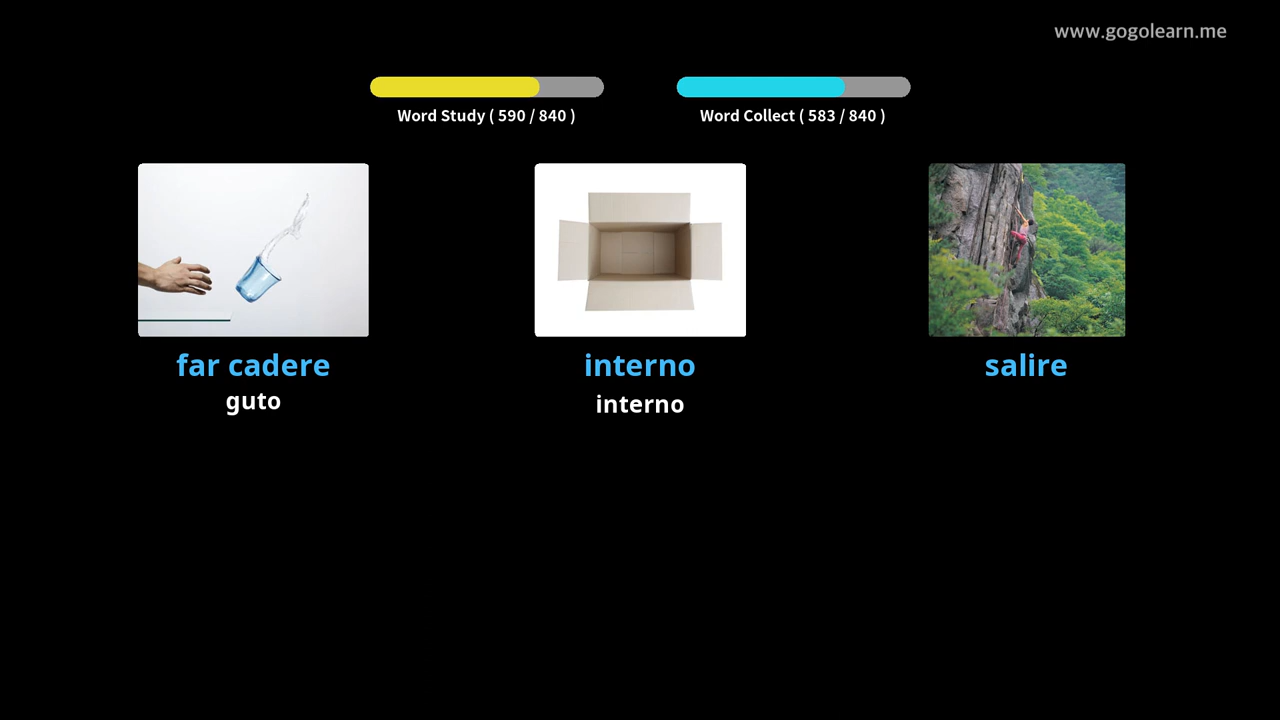 www.gogolearn.me
Word Study ( 590 / 840 )
Word Collect ( 583 / 840 )
far cadere
guto
interno
interno
salire